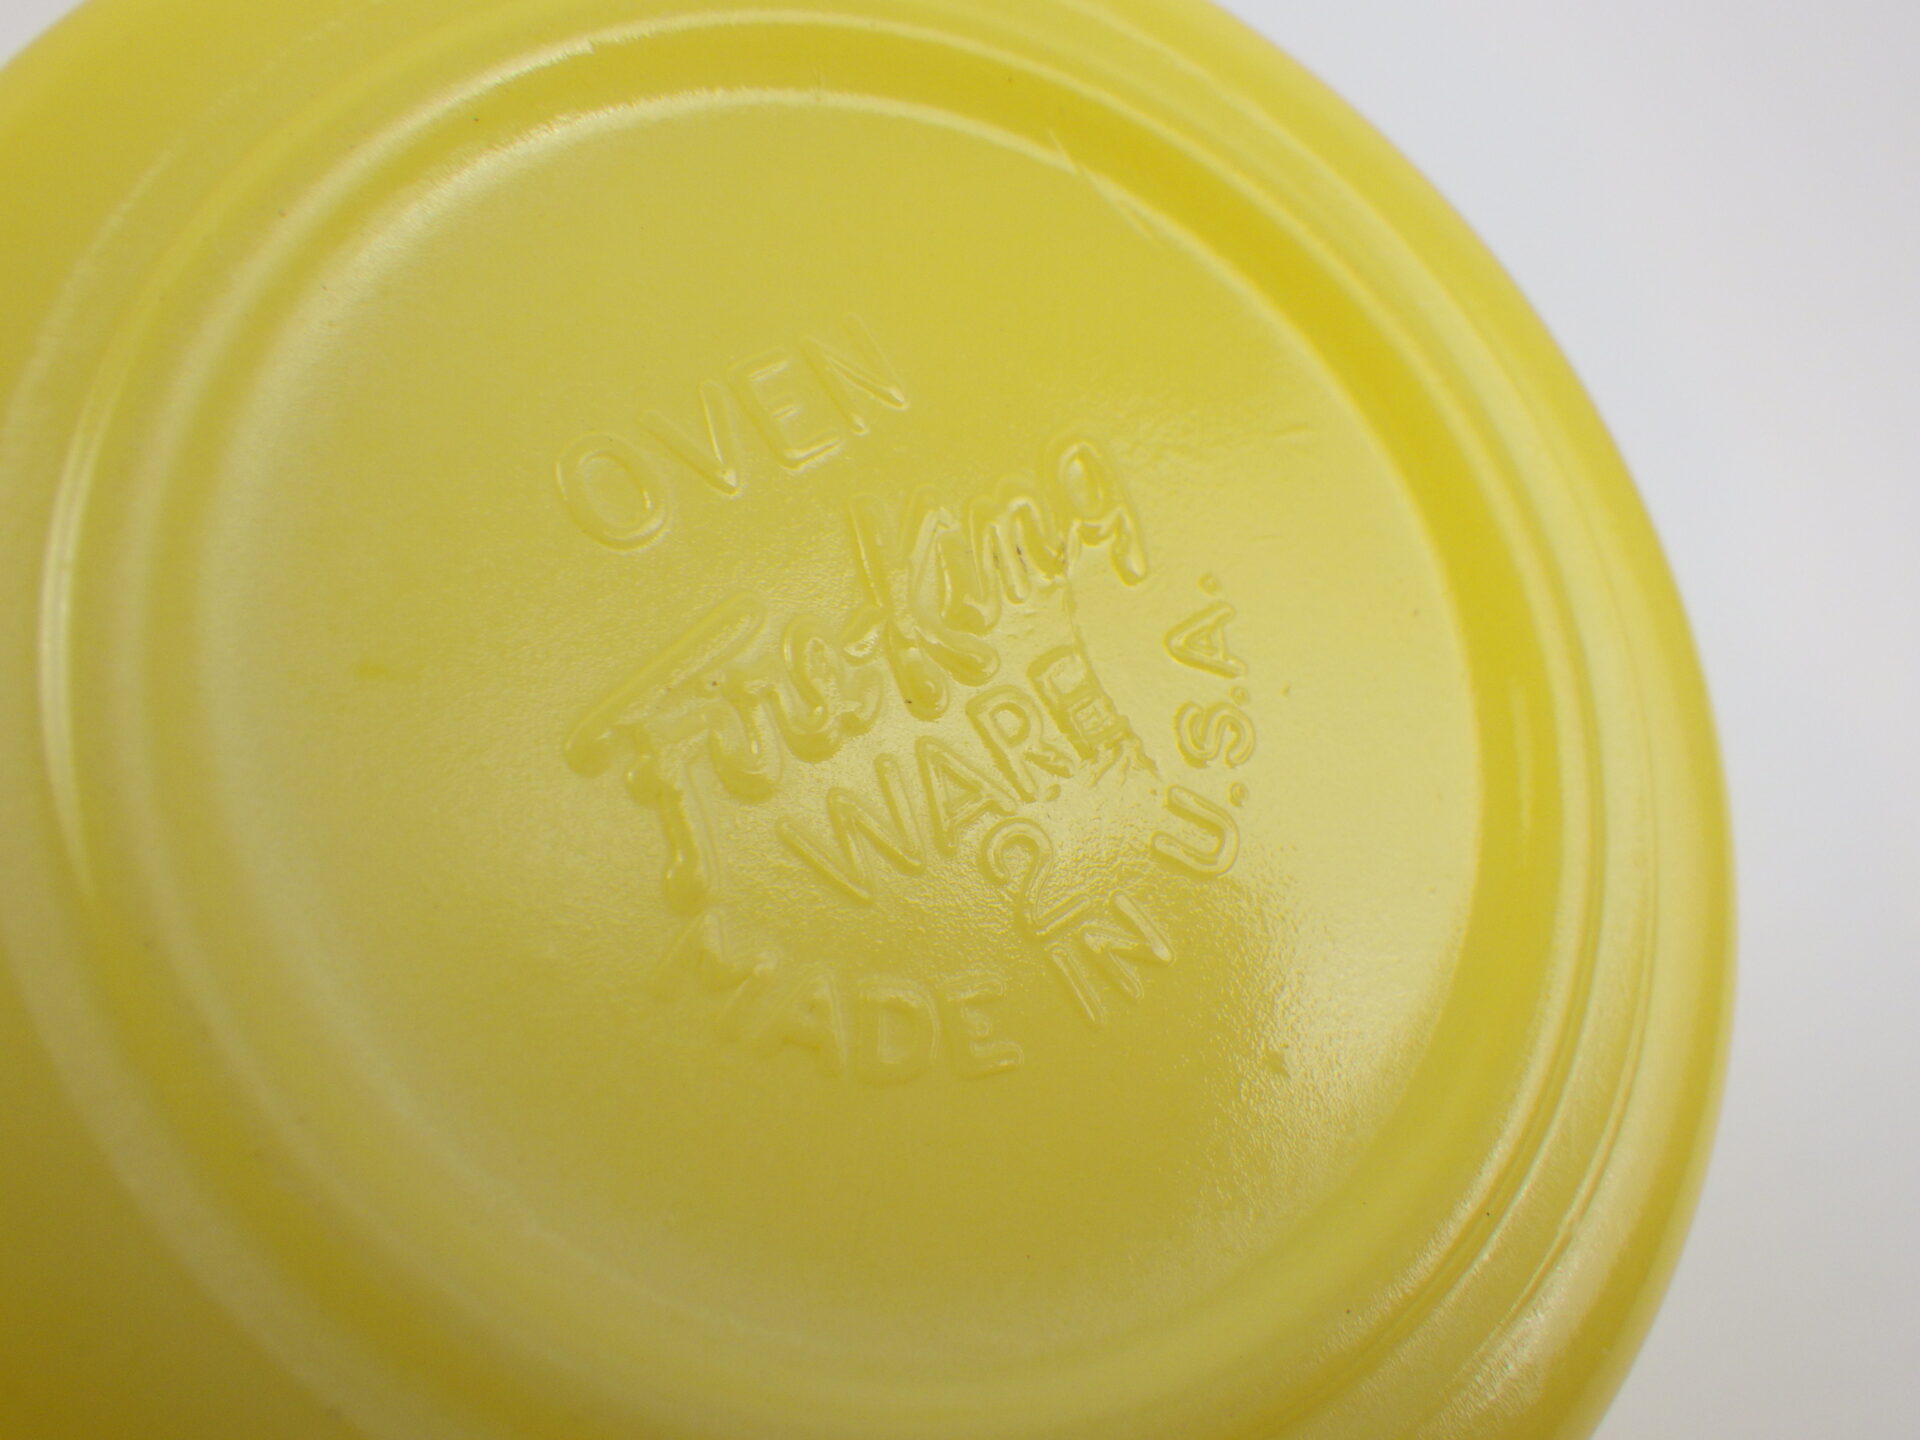 OVEN
Fire-King
WARE
2
MADE IN U.S.A.